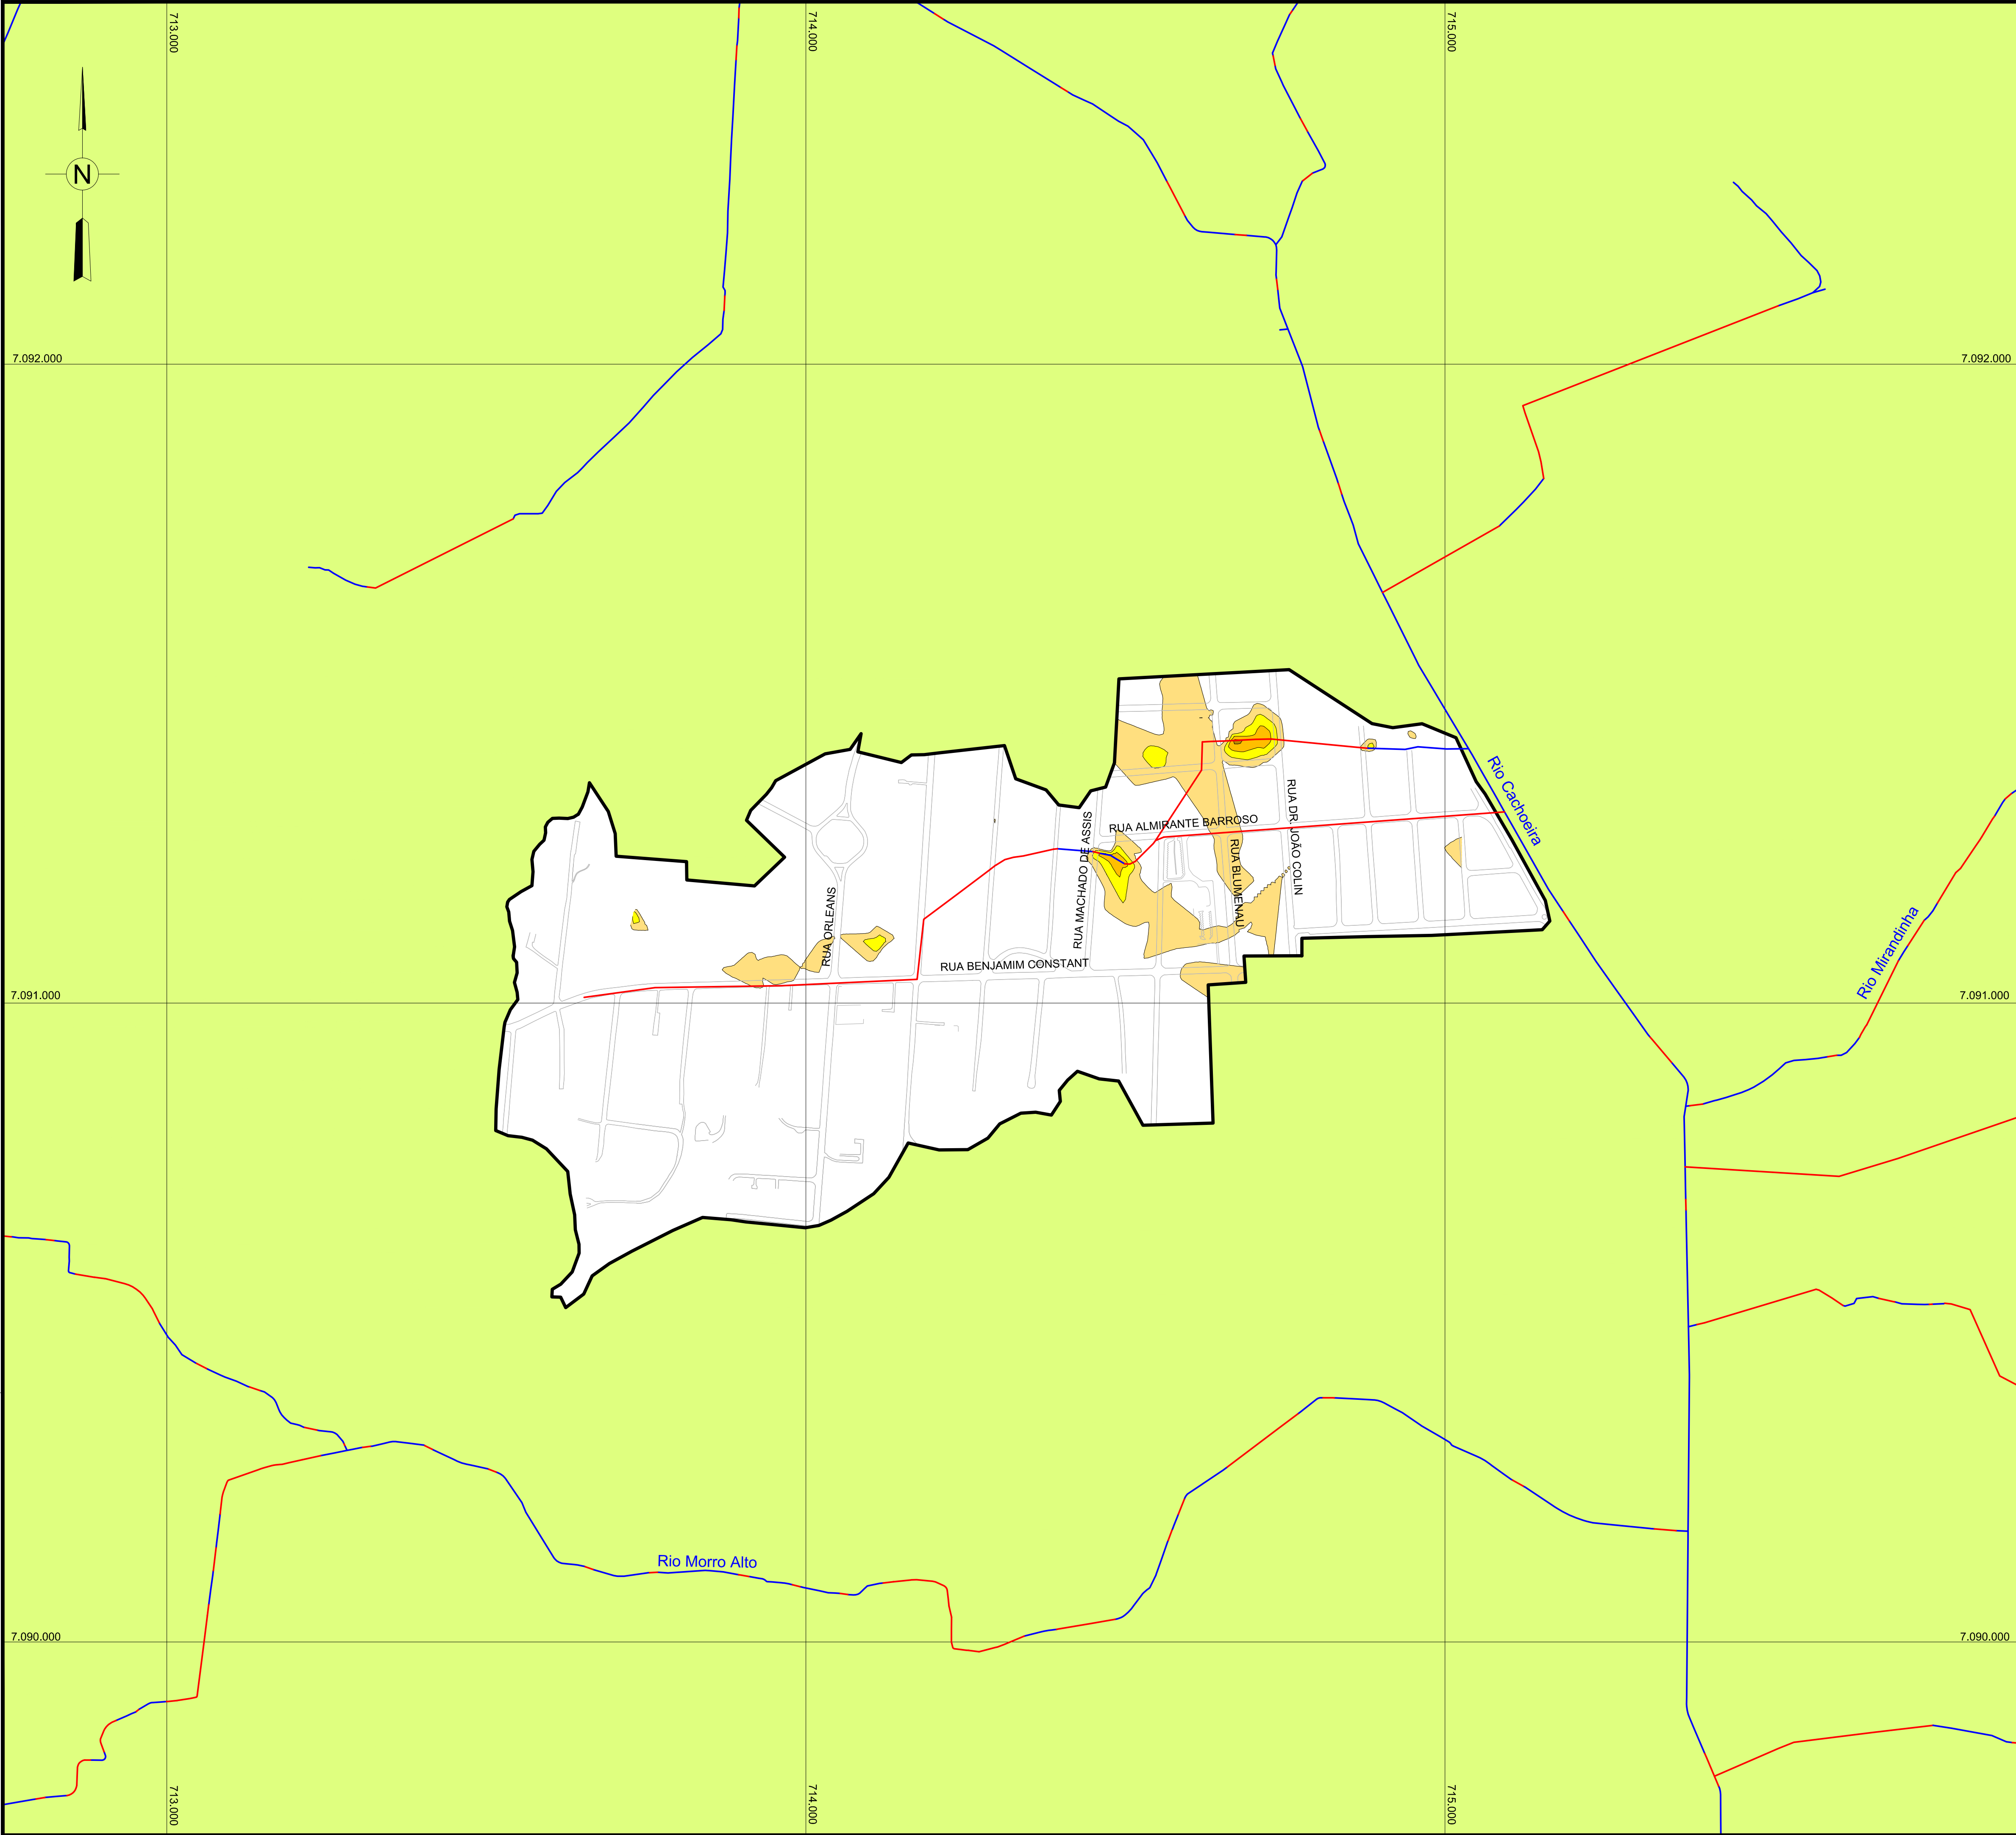 713.000
714.000
715.000
N
7.092.000
7.092.000
RUA DR. JOÃO COLIN
Rio Cachoeira
RUA ALMIRANTE BARROSO
RUA MACHADO DE ASSIS
RUA BLUMENAU
RUA ORLEANS
Rio Mirandinha
RUA BENJAMIM CONSTANT
7.091.000
7.091.000
Rio Morro Alto
7.090.000
7.090.000
713.000
714.000
715.000